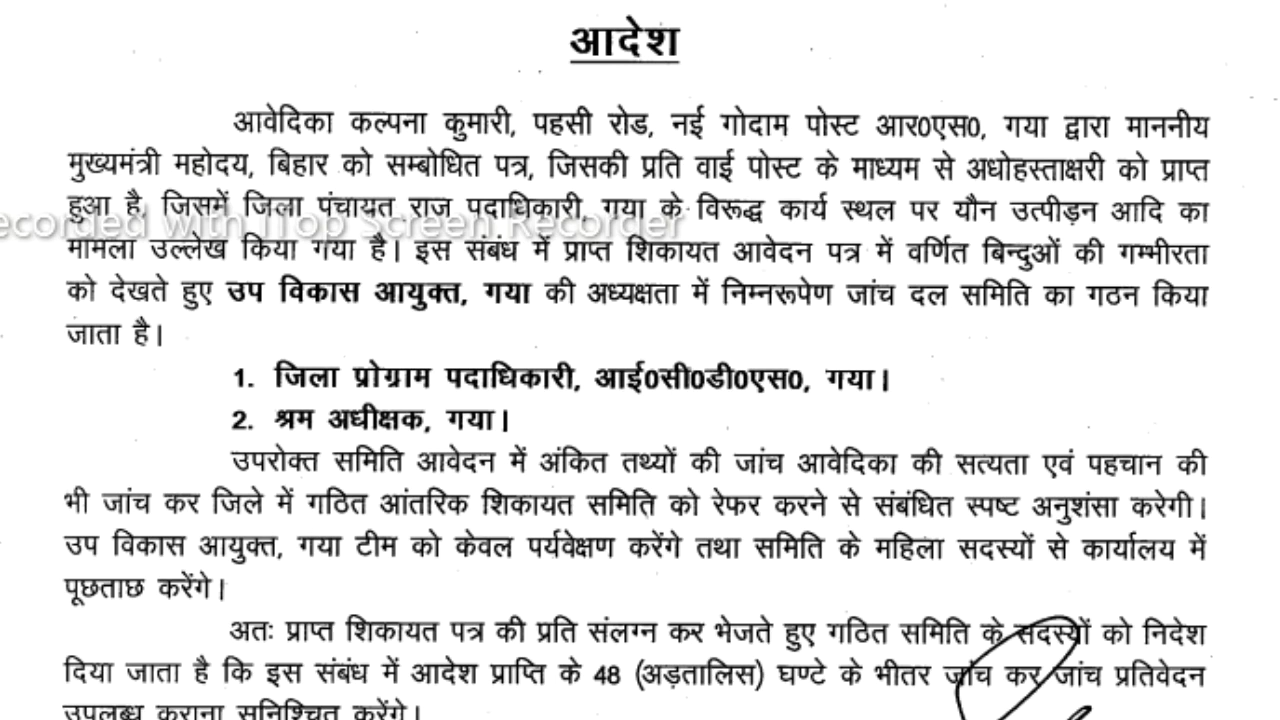 आदेश
आवेदिका कल्पना कुमारी, पहसी रोड, नई गोदाम पोस्ट आर0एस0, गया द्वारा माननीय
मुख्यमंत्री महोदय, बिहार को सम्बोधित पत्र, जिसकी प्रति वाई पोस्ट के माध्यम से अधोहस्ताक्षरी को प्राप्त
हुआ है, जिसमें जिला पंचायत राज पदाधिकारी, गया के विरूद्ध कार्य स्थल पर यौन उत्पीड़न आदि का
ecorded with iTop Screen Recorder
मामला उल्लेख किया गया है। इस संबंध में प्राप्त शिकायत आवेदन पत्र में वर्णित बिन्दुओं की गम्भीरता
को देखते हुए उप विकास आयुक्त, गया की अध्यक्षता में निम्नरूपेण जांच दल समिति का गठन किया
जाता है।
1. जिला प्रोग्राम पदाधिकारी, आई0सी0डी0एस0, गया।
2. श्रम अधीक्षक, गया।
उपरोक्त समिति आवेदन में अंकित तथ्यों की जांच आवेदिका की सत्यता एवं पहचान की
भी जांच कर जिले में गठित आंतरिक शिकायत समिति को रेफर करने से संबंधित स्पष्ट अनुशंसा करेगी।
उप विकास आयुक्त, गया टीम को केवल पर्यवेक्षण करेंगे तथा समिति के महिला सदस्यों से कार्यालय में
पूछताछ करेंगे।
अतः प्राप्त शिकायत पत्र की प्रति संलग्न कर भेजते हुए गठित समिति के सदस्यों को निदेश
दिया जाता है कि इस संबंध में आदेश प्राप्ति के 48 (अड़तालिस) घण्टे के भीतर जांच कर जांच प्रतिवेदन
उपलब्ध कराना सुनिश्चित करेंगे।